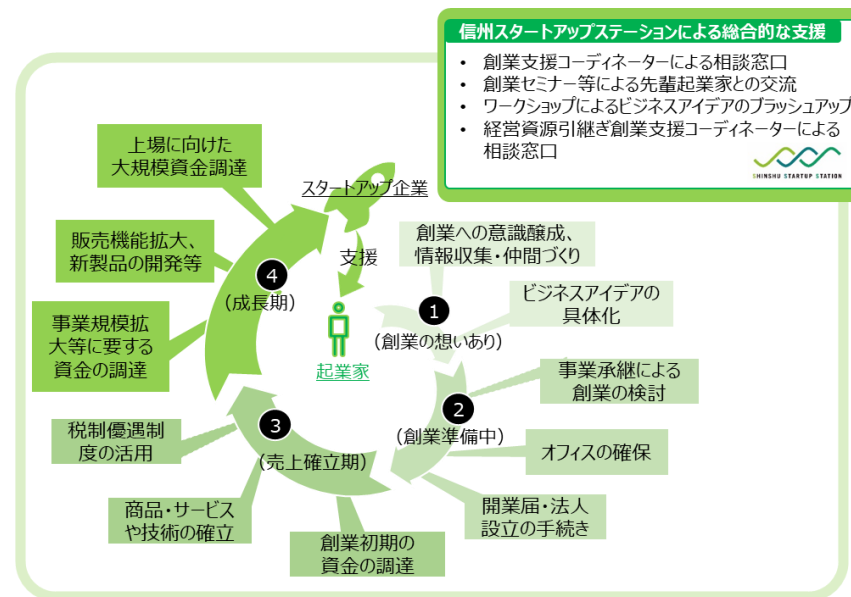 信州スタートアップステーションによる総合的な支援
• 創業支援コーディネーターによる相談窓口
• 創業セミナー等による先輩起業家との交流
• ワークショップによるビジネスアイデアのブラッシュアップ
• 経営資源引継ぎ創業支援コーディネーターによる
相談窓口
SHINSHU STARTUP STATION
スタートアップ企業
支援
起業家
創業への意識醸成、
情報収集・仲間づくり
1
(創業の想いあり)
ビジネスアイデアの
具体化
事業承継による
創業の検討
2
(創業準備中)
オフィスの確保
開業届・法人
設立の手続き
創業初期の
資金の調達
3
(売上確立期)
商品・サービス
や技術の確立
税制優遇制
度の活用
事業規模拡
大等に要する
資金の調達
4
(成長期)
販売機能拡大、
新製品の開発等
上場に向けた
大規模資金調達